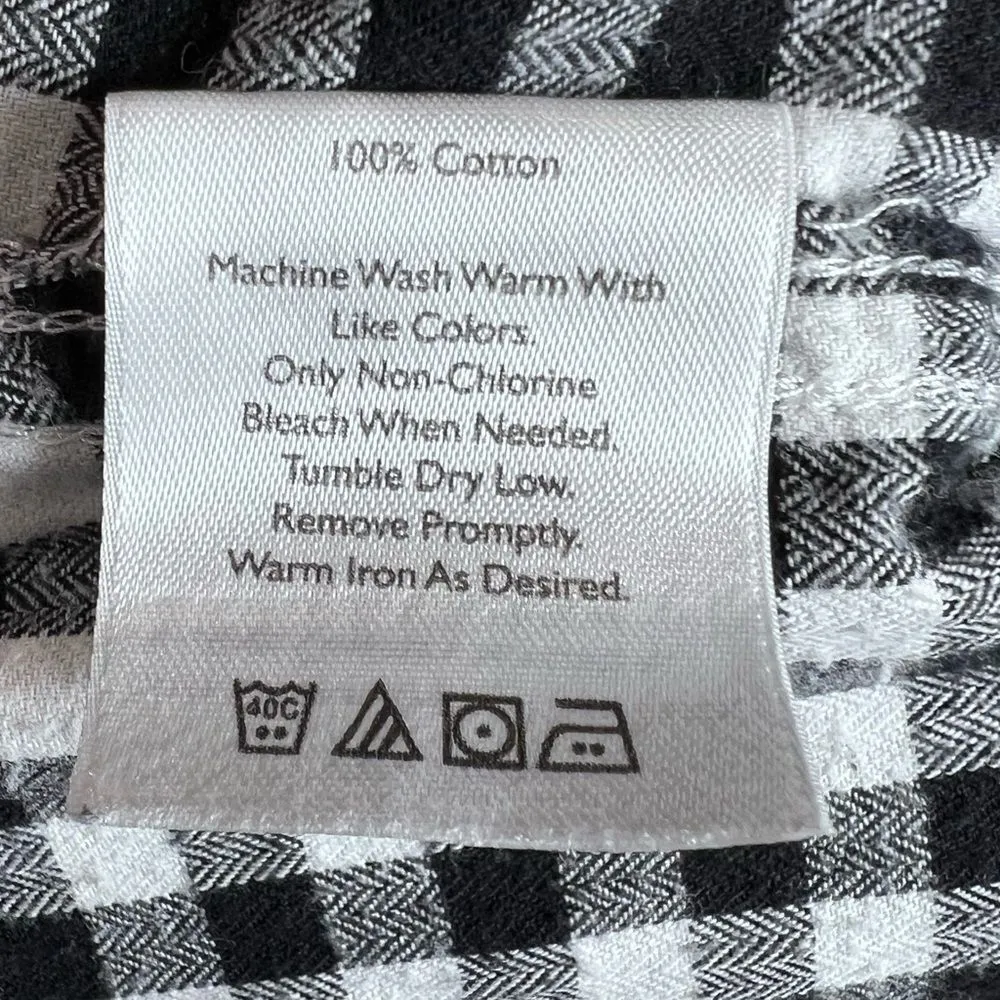 100% Cotton
Machine Wash Warm With
Like Colors.
Only Non-Chlorine
Bleach When Needed.
Tumble Dry Low.
Remove Promptly.
Warm Iron As Desired.
40C